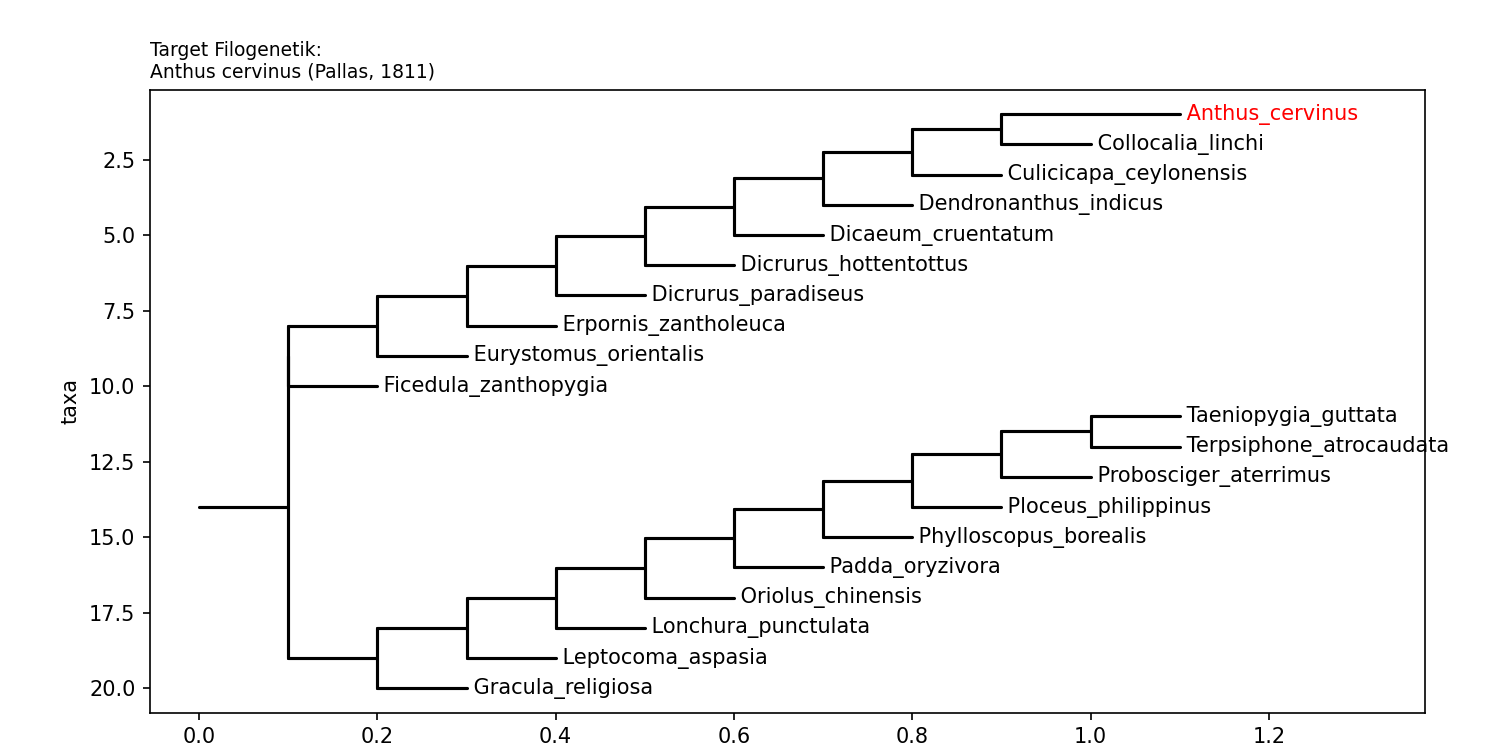 Target Filogenetik:
Anthus cervinus (Pallas, 1811)
Anthus_cervinus
Collocalia_linchi
2.5
Culicicapa_ceylonensis
Dendronanthus_indicus
5.0
Dicaeum_cruentatum
Dicrurus_hottentottus
Dicrurus_paradiseus
7.5
Erpornis_zantholeuca
Eurystomus_orientalis
10.0
Ficedula_zanthopygia
taxa
Taeniopygia_guttata
Terpsiphone_atrocaudata
12.5
Probosciger_aterrimus
Ploceus_philippinus
15.0
Phylloscopus_borealis
Padda_oryzivora
Oriolus_chinensis
17.5
Lonchura_punctulata
Leptocoma_aspasia
20.0
Gracula_religiosa
0.0 0.2 0.4 0.6 0.8 1.0 1.2